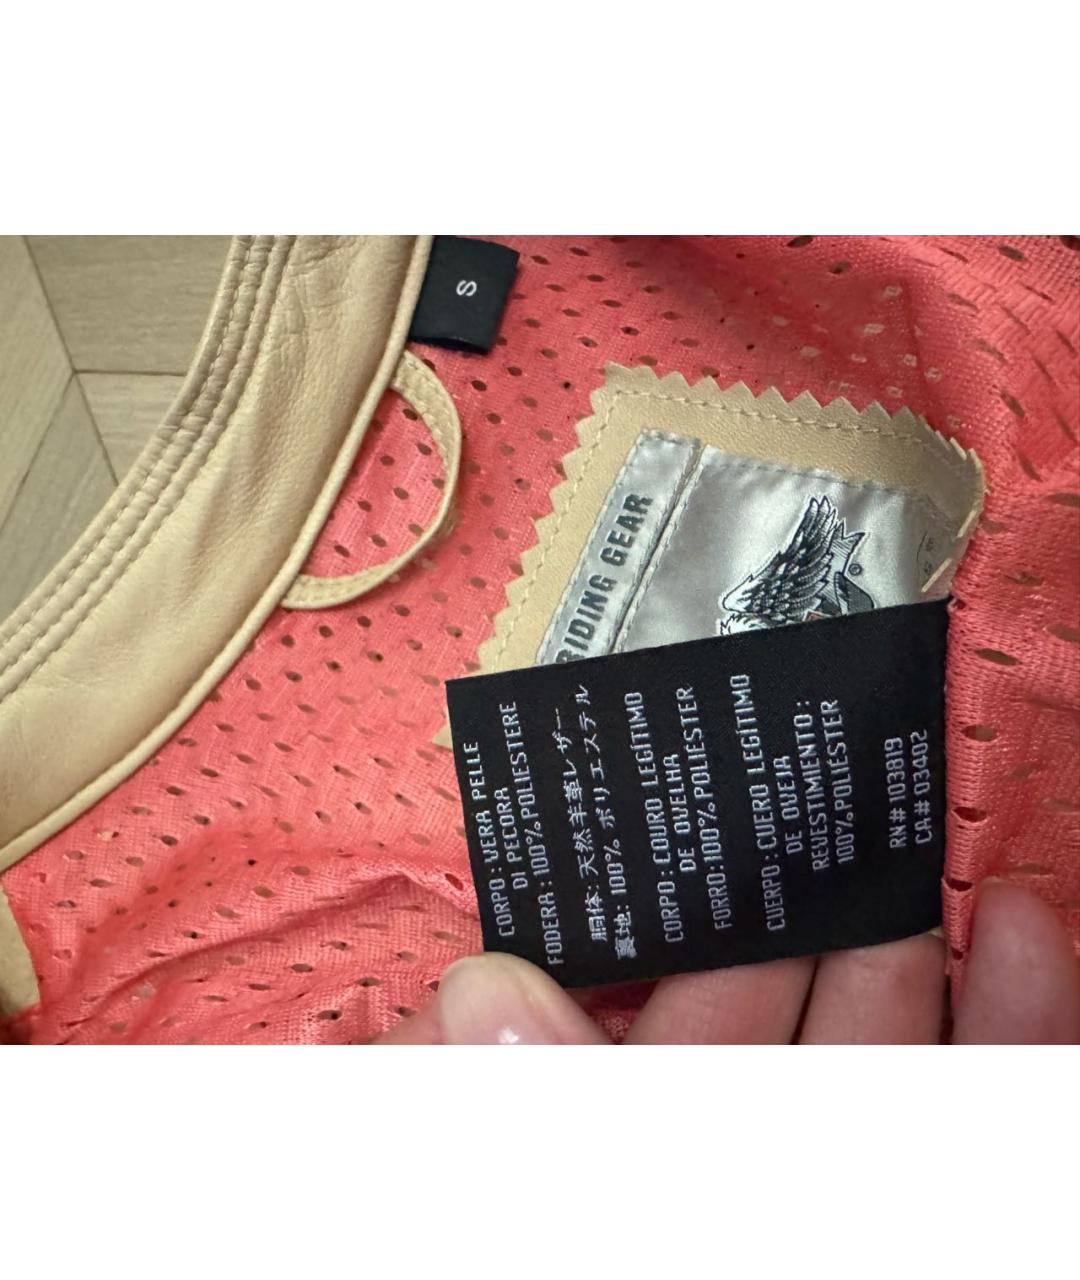 S
RIDING GEAR
CORPO: VERA PELLE
DI PECORA
FODERA: 100% POLIESTERE
胴体: 天然羊革レザー.
裏地: 100% ポリエステル
CORPO: COURO LEGÍTIMO
DE OVELHA
FORRO: 100% POLIÉSTER
CUERPO: CUERO LEGÍTIMO
DE OVEJA
REVESTIMIENTO:
100% POLIÉSTER
RN# 103819
CA# 03402